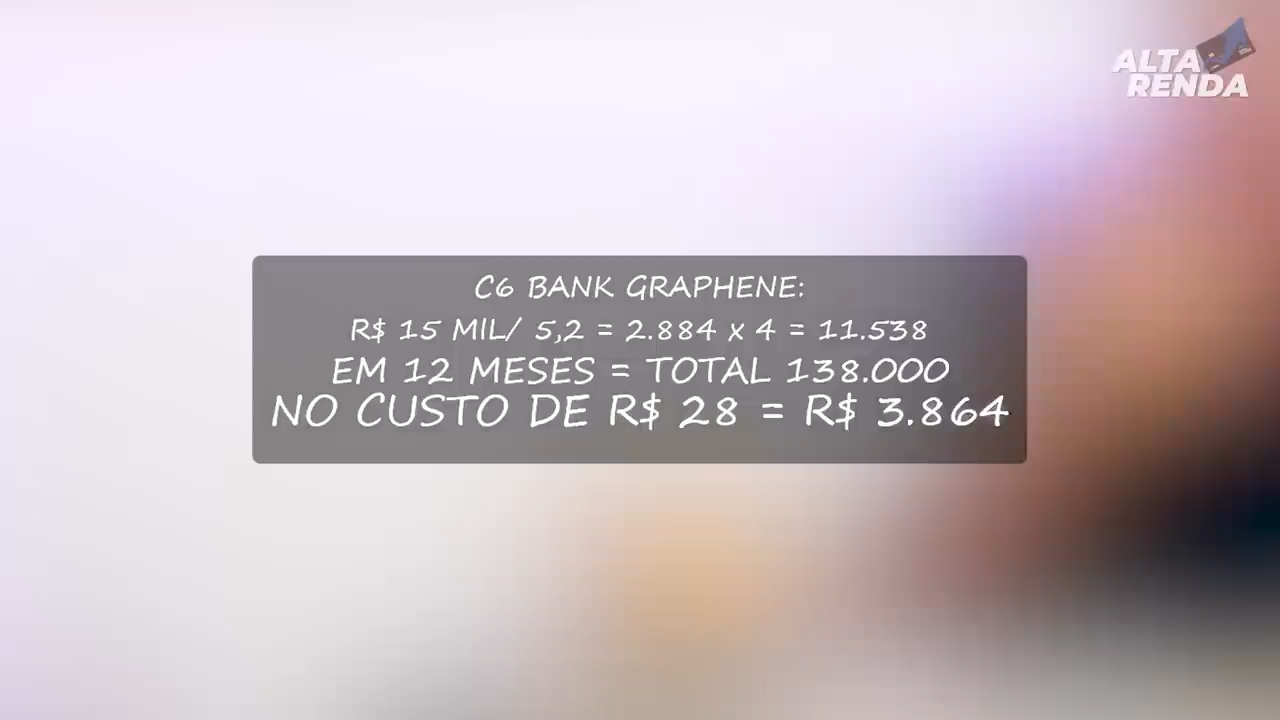 ALTA
RENDA
C6 BANK GRAPHENE:
R$ 15 MIL/ 5,2 = 2.884 x 4 = 11.538
EM 12 MESES = TOTAL 138.000
NO CUSTO DE R$ 28 = R$ 3.864